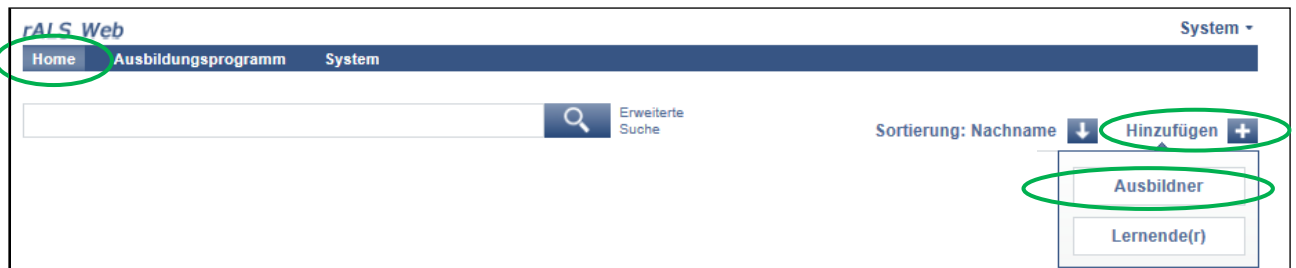 rALS Web
System
Home Ausbildungsprogramm System
Erweiterte
Suche
Sortierung: Nachname
Hinzufügen
Ausbildner
Lernende(r)